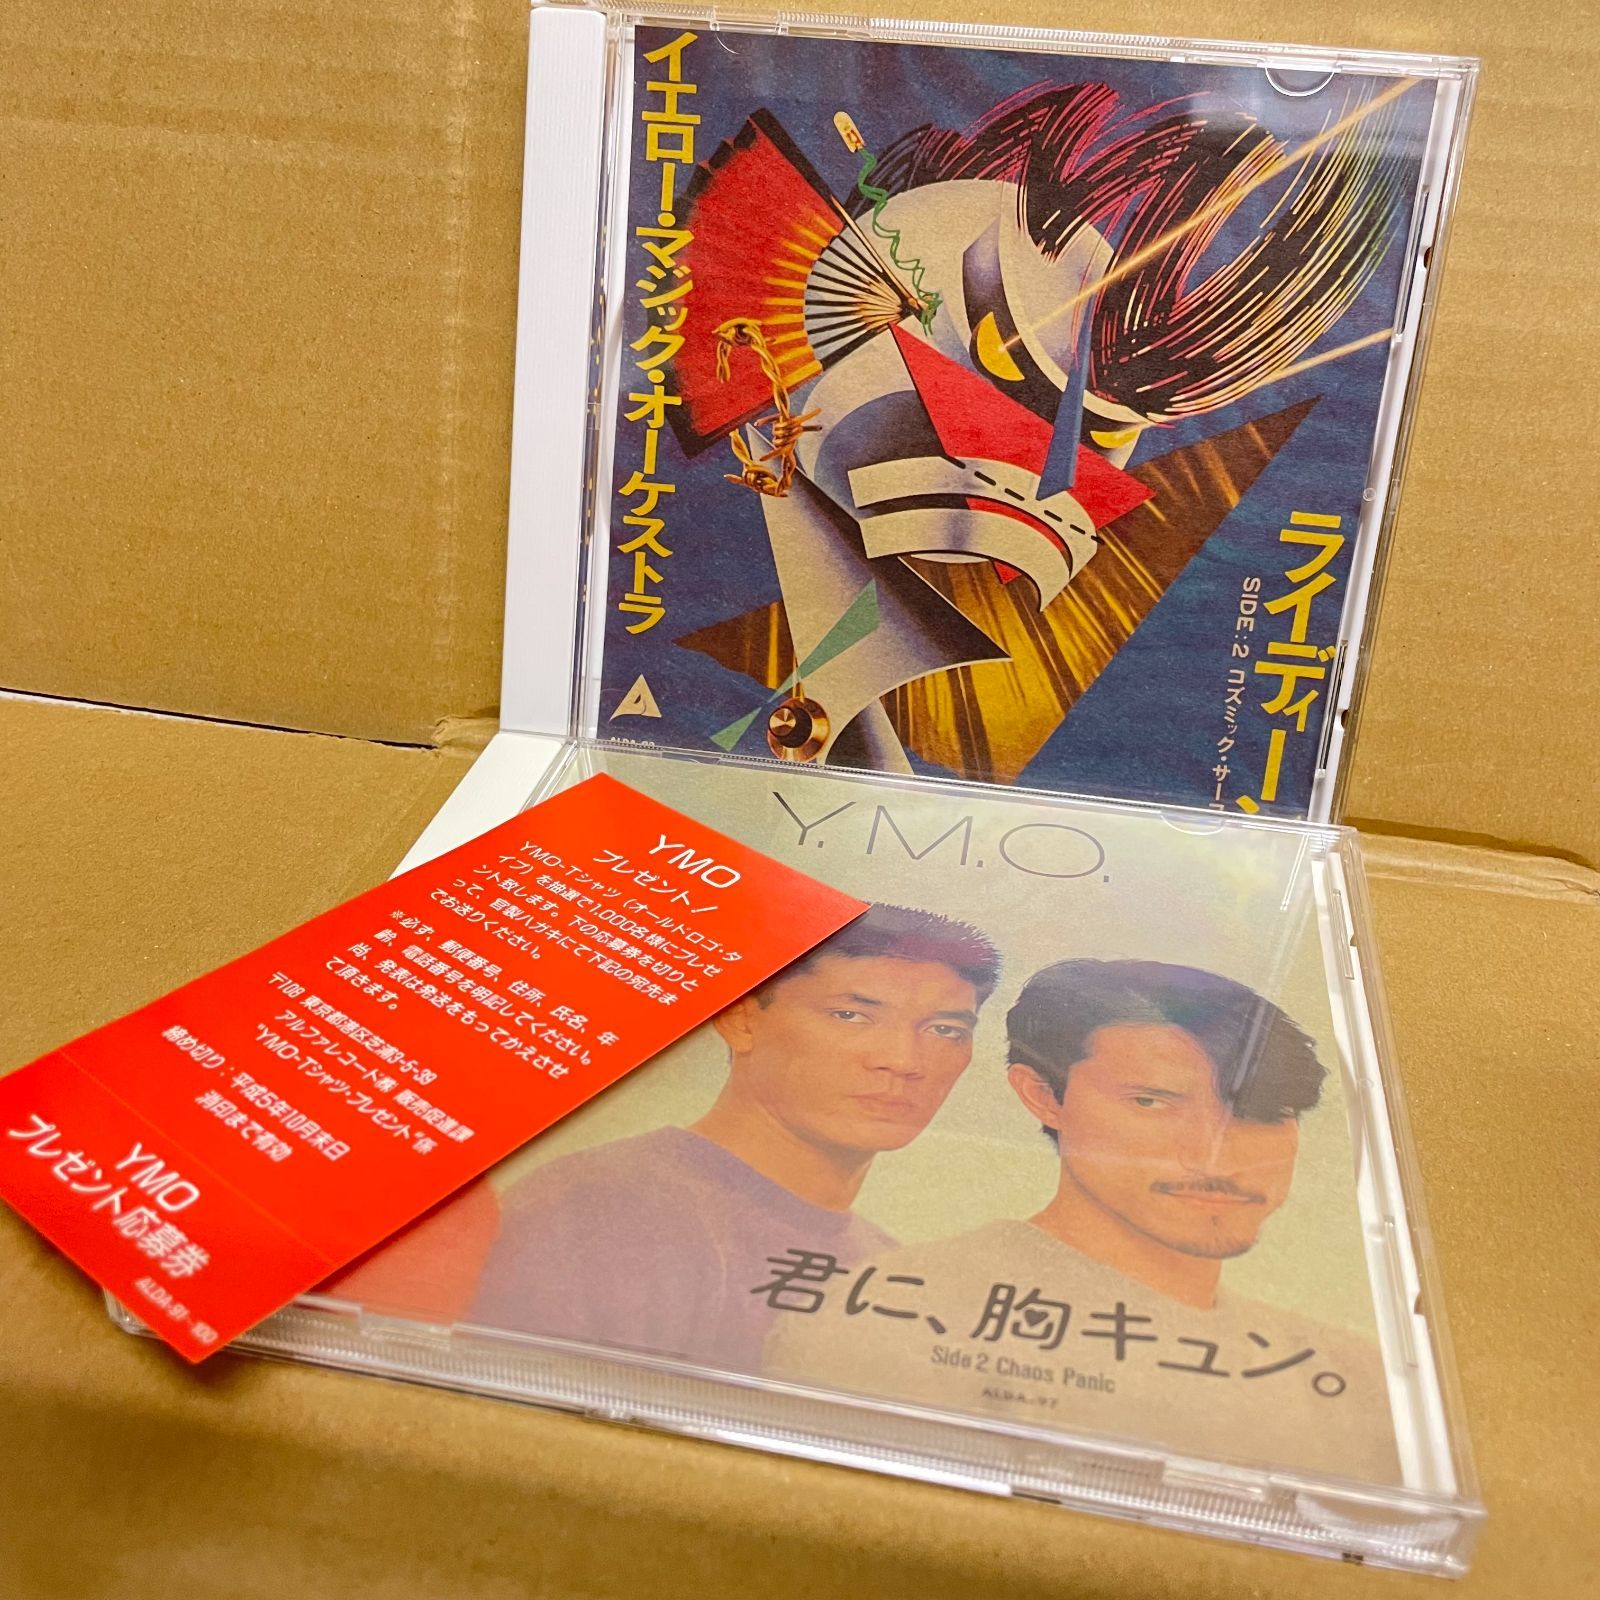 イエロー・マジック・オーケストラ
ライディーン
SIDE:2 コズミック・サー
Y.M.O.
君に、胸キュン。
Side 2 Chaos Panic
ALDA-97
YMO
プレゼント!
YMO-Tシャツ(オールドロゴ・タ
イプ)を抽選で1,000名様にプレゼ
ント致します。下の応募券を切りと
って、官製ハガキにて下記の宛先ま
でお送りください。
※必ず、郵便番号、住所、氏名、年
齢、電話番号を明記してください。
尚、発表は発送をもってかえさせ
て頂きます。
〒108 東京都港区芝浦3-5-39
アルファレコード㈱ 販売促進課
"YMO-Tシャツ・プレゼント"係
締め切り:平成5年10月末日
消印まで有効
YMO
プレゼント応募券
ALDA-91~100